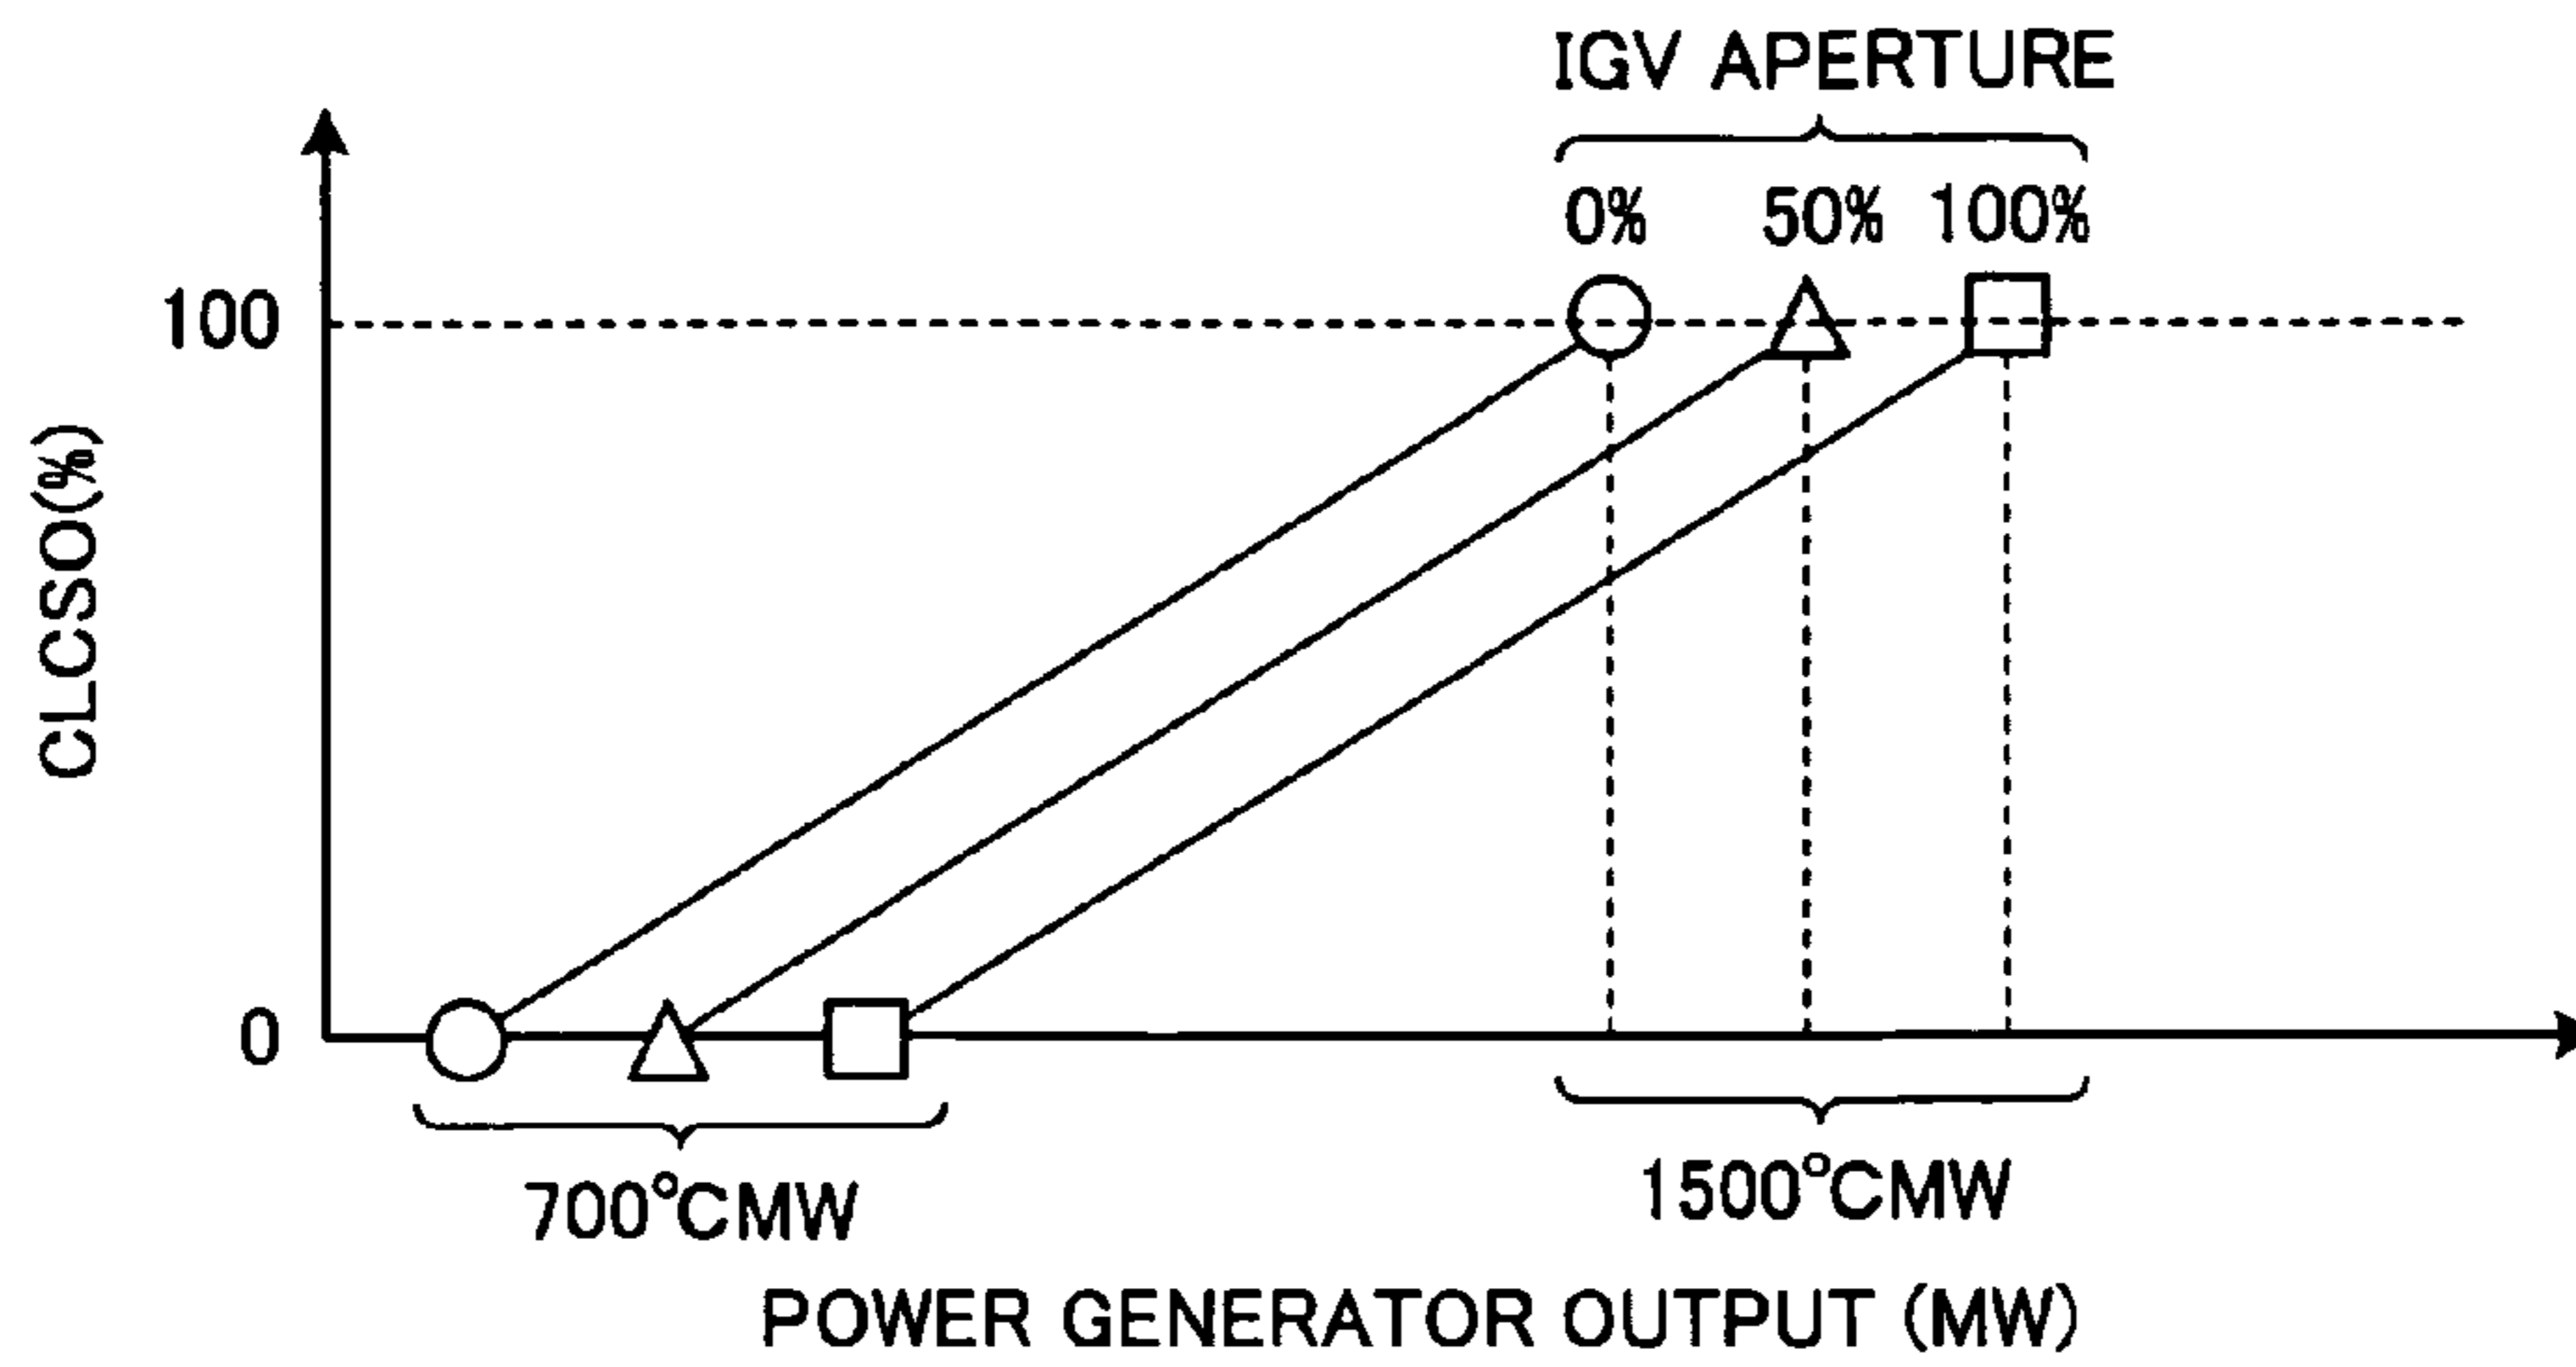 IGV APERTURE
0% 50% 100%
100
CLCSO(%)
0
700°CMW
1500°CMW
POWER GENERATOR OUTPUT (MW)